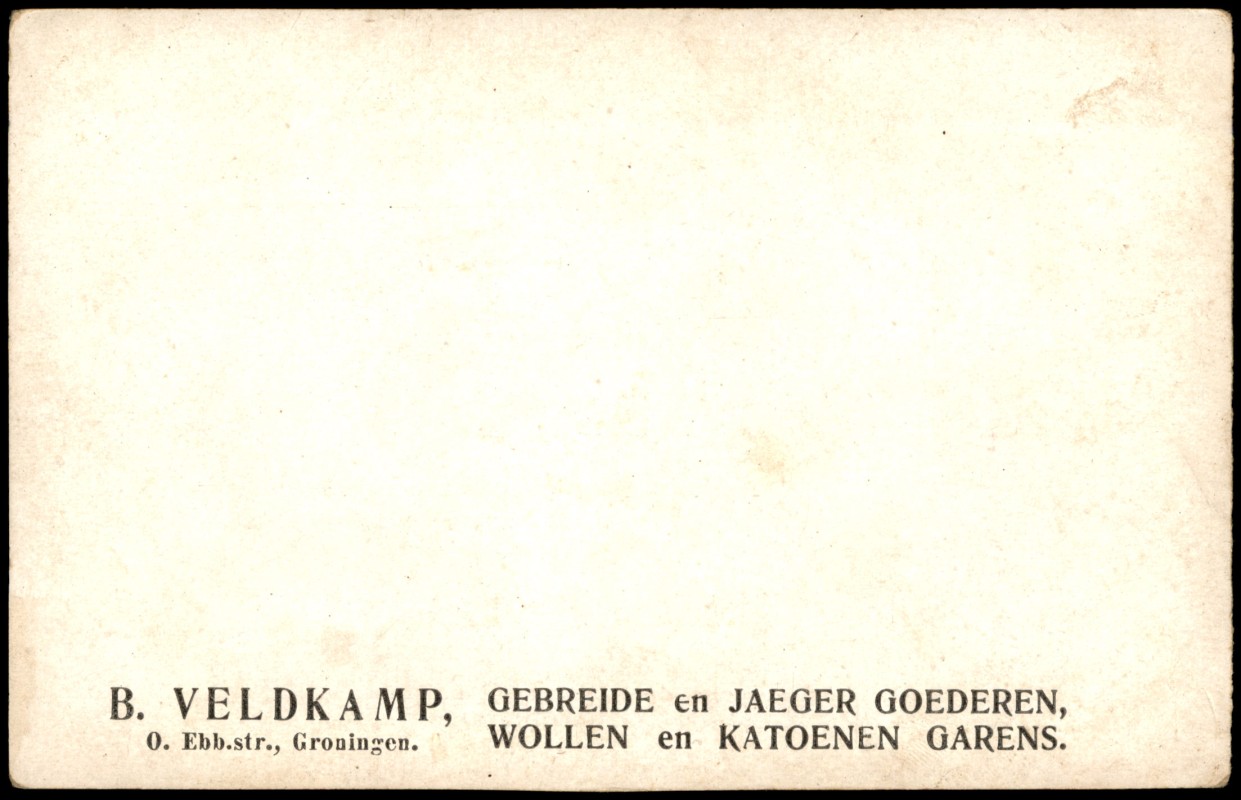 B. VELDKAMP,
O. Ebb.str., Groningen.
GEBREIDE en JAEGER GOEDEREN,
WOLLEN en KATOENEN GARENS.